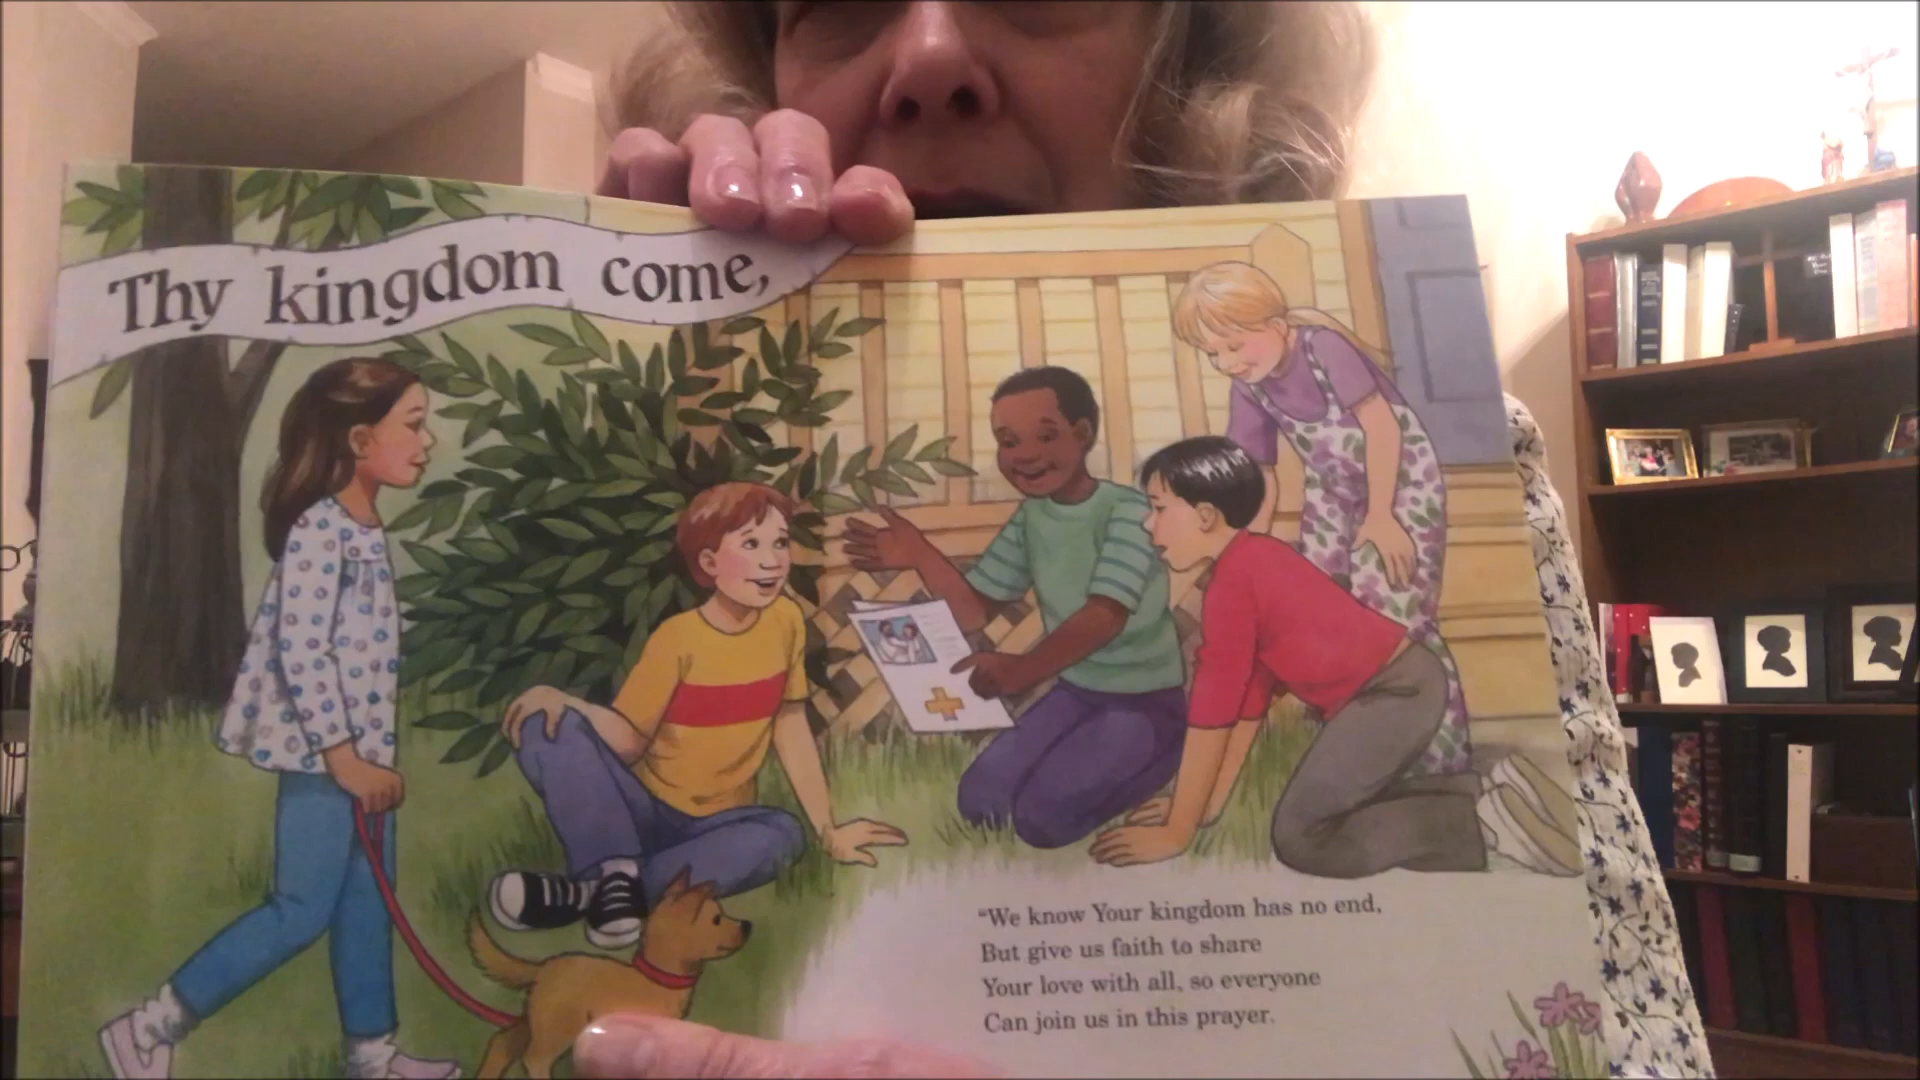 Thy kingdom come,
“We know Your kingdom has no end,
But give us faith to share
Your love with all, so everyone
Can join us in this prayer.